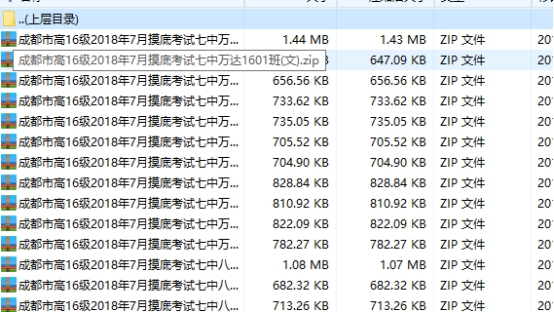 ..(上层目录)
成都市高16级2018年7月摸底考试七中万... 1.44 MB 1.43 MB ZIP 文件 201
成都市高16级2018年7月摸底考试七中万达1601班(文).zip 647.09 KB ZIP 文件 201
成都市高16级2018年7月摸底考试七中万... 656.56 KB 656.56 KB ZIP 文件 201
成都市高16级2018年7月摸底考试七中万... 733.62 KB 733.62 KB ZIP 文件 201
成都市高16级2018年7月摸底考试七中万... 735.05 KB 735.05 KB ZIP 文件 201
成都市高16级2018年7月摸底考试七中万... 705.52 KB 705.52 KB ZIP 文件 201
成都市高16级2018年7月摸底考试七中万... 704.90 KB 704.90 KB ZIP 文件 201
成都市高16级2018年7月摸底考试七中万... 828.84 KB 828.84 KB ZIP 文件 201
成都市高16级2018年7月摸底考试七中万... 810.92 KB 810.92 KB ZIP 文件 201
成都市高16级2018年7月摸底考试七中万... 822.09 KB 822.09 KB ZIP 文件 201
成都市高16级2018年7月摸底考试七中万... 782.27 KB 782.27 KB ZIP 文件 201
成都市高16级2018年7月摸底考试七中八... 1.08 MB 1.07 MB ZIP 文件 201
成都市高16级2018年7月摸底考试七中八... 682.32 KB 682.32 KB ZIP 文件 201
成都市高16级2018年7月摸底考试七中八... 713.26 KB 713.26 KB ZIP 文件 201